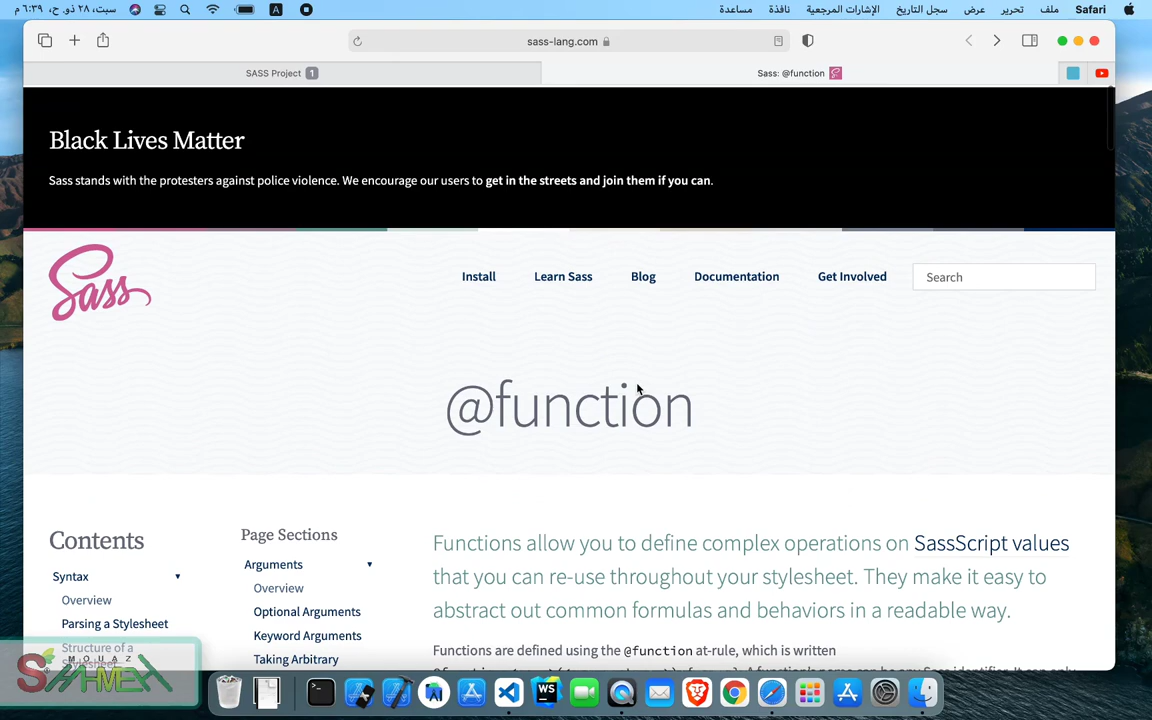 Safari ملف تحرير عرض سجل التاريخ الإشارات المرجعية نافذة مساعدة
A سبت، ٢٨ ذو. ح، ٦:٣٩ م
sass-lang.com
SASS Project 1
Sass: @function
Black Lives Matter
Sass stands with the protesters against police violence. We encourage our users to get in the streets and join them if you can.
Sass
Install Learn Sass Blog Documentation Get Involved Search
@function
Contents
Syntax
Overview
Parsing a Stylesheet
Structure of a
Page Sections
Arguments
Overview
Optional Arguments
Keyword Arguments
Taking Arbitrary
Functions allow you to define complex operations on SassScript values
that you can re-use throughout your stylesheet. They make it easy to
abstract out common formulas and behaviors in a readable way.
Functions are defined using the @function at-rule, which is written
MOUAZ
WS